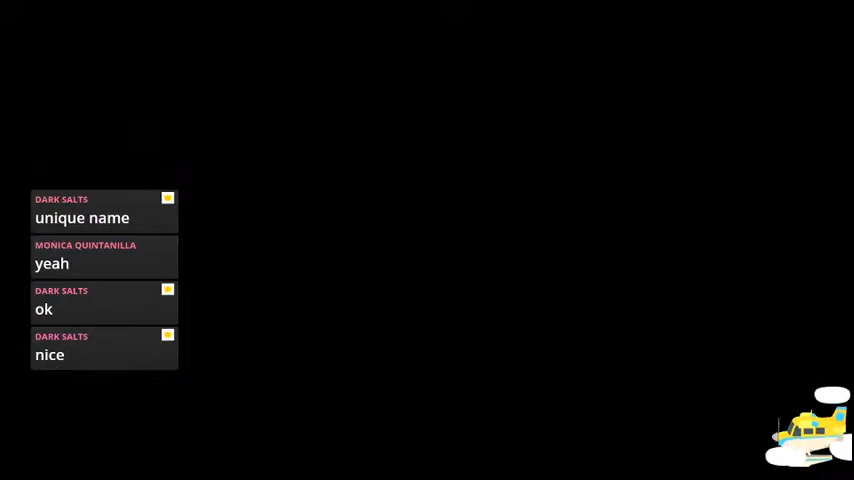 DARK SALTS
unique name
MONICA QUINTANILLA
yeah
DARK SALTS
ok
DARK SALTS
nice